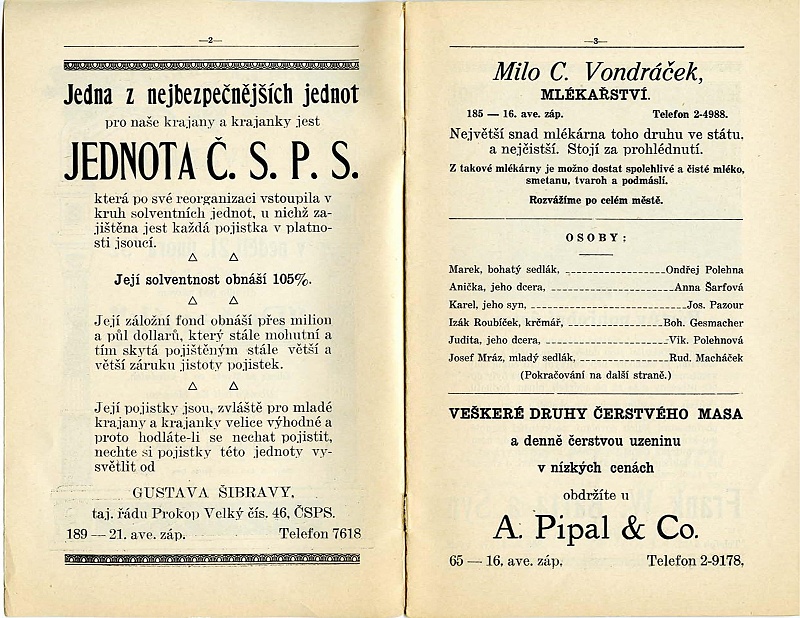 —2—
Jedna z nejbezpečnějších jednot
pro naše krajany a krajanky jest
JEDNOTA Č. S. P. S.
která po své reorganizaci vstoupila v
kruh solventních jednot, u nichž za-
jištěna jest každá pojistka v platno-
sti jsoucí.
Její solventnost obnáší 105%.
Její záložní fond obnáší přes milion
a půl dollarů, který stále mohutní a
tím skytá pojištěným stále větší a
větší záruku jistoty pojistek.
Její pojistky jsou, zvláště pro mladé
krajany a krajanky velice výhodné a
proto hodláte-li se nechat pojistit,
nechte si pojistky této jednoty vy-
světlit od
GUSTAVA ŠIBRAVY,
taj. řádu Prokop Velký čís. 46, ČSPS.
189 — 21. ave. záp. Telefon 7618
—3—
Milo C. Vondráček,
MLÉKAŘSTVÍ.
185 — 16. ave. záp. Telefon 2-4988.
Největší snad mlékárna toho druhu ve státu,
a nejčistší. Stojí za prohlédnutí.
Z takové mlékárny je možno dostat spolehlivé a čisté mléko,
smetanu, tvaroh a podmáslí.
Rozvážíme po celém městě.
OSOBY:
Marek, bohatý sedlák, Ondřej Polehna
Anička, jeho dcera, Anna Šarfová
Karel, jeho syn, Jos. Pazour
Izák Roubíček, krčmář, Boh. Gesmacher
Judita, jeho dcera, Vik. Polehnová
Josef Mráz, mladý sedlák, Rud. Macháček
(Pokračování na další straně.)
VEŠKERÉ DRUHY ČERSTVÉHO MASA
a denně čerstvou uzeninu
v nízkých cenách
obdržíte u
A. Pipal & Co.
65 — 16. ave. záp. Telefon 2-9178,